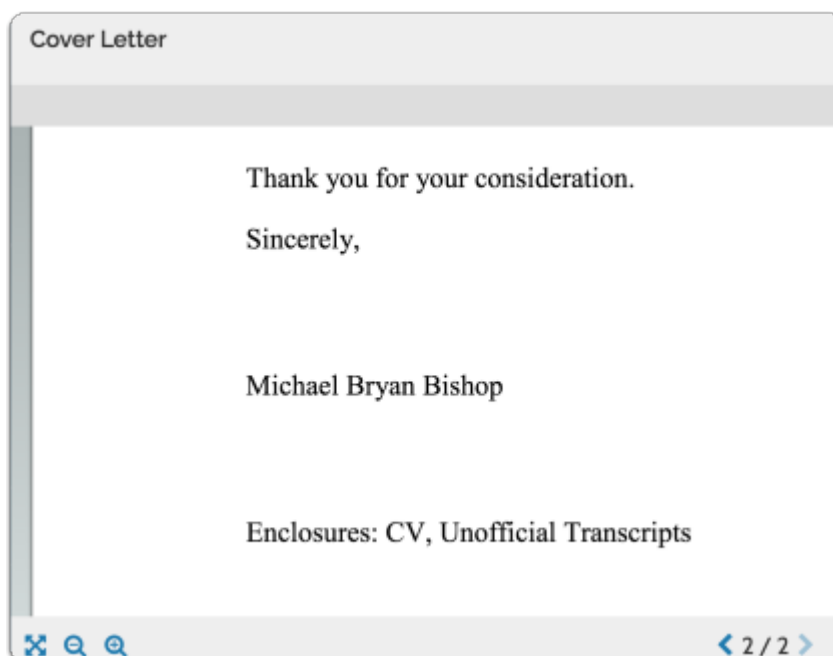 Cover Letter
Thank you for your consideration.
Sincerely,
Michael Bryan Bishop
Enclosures: CV, Unofficial Transcripts
2 / 2